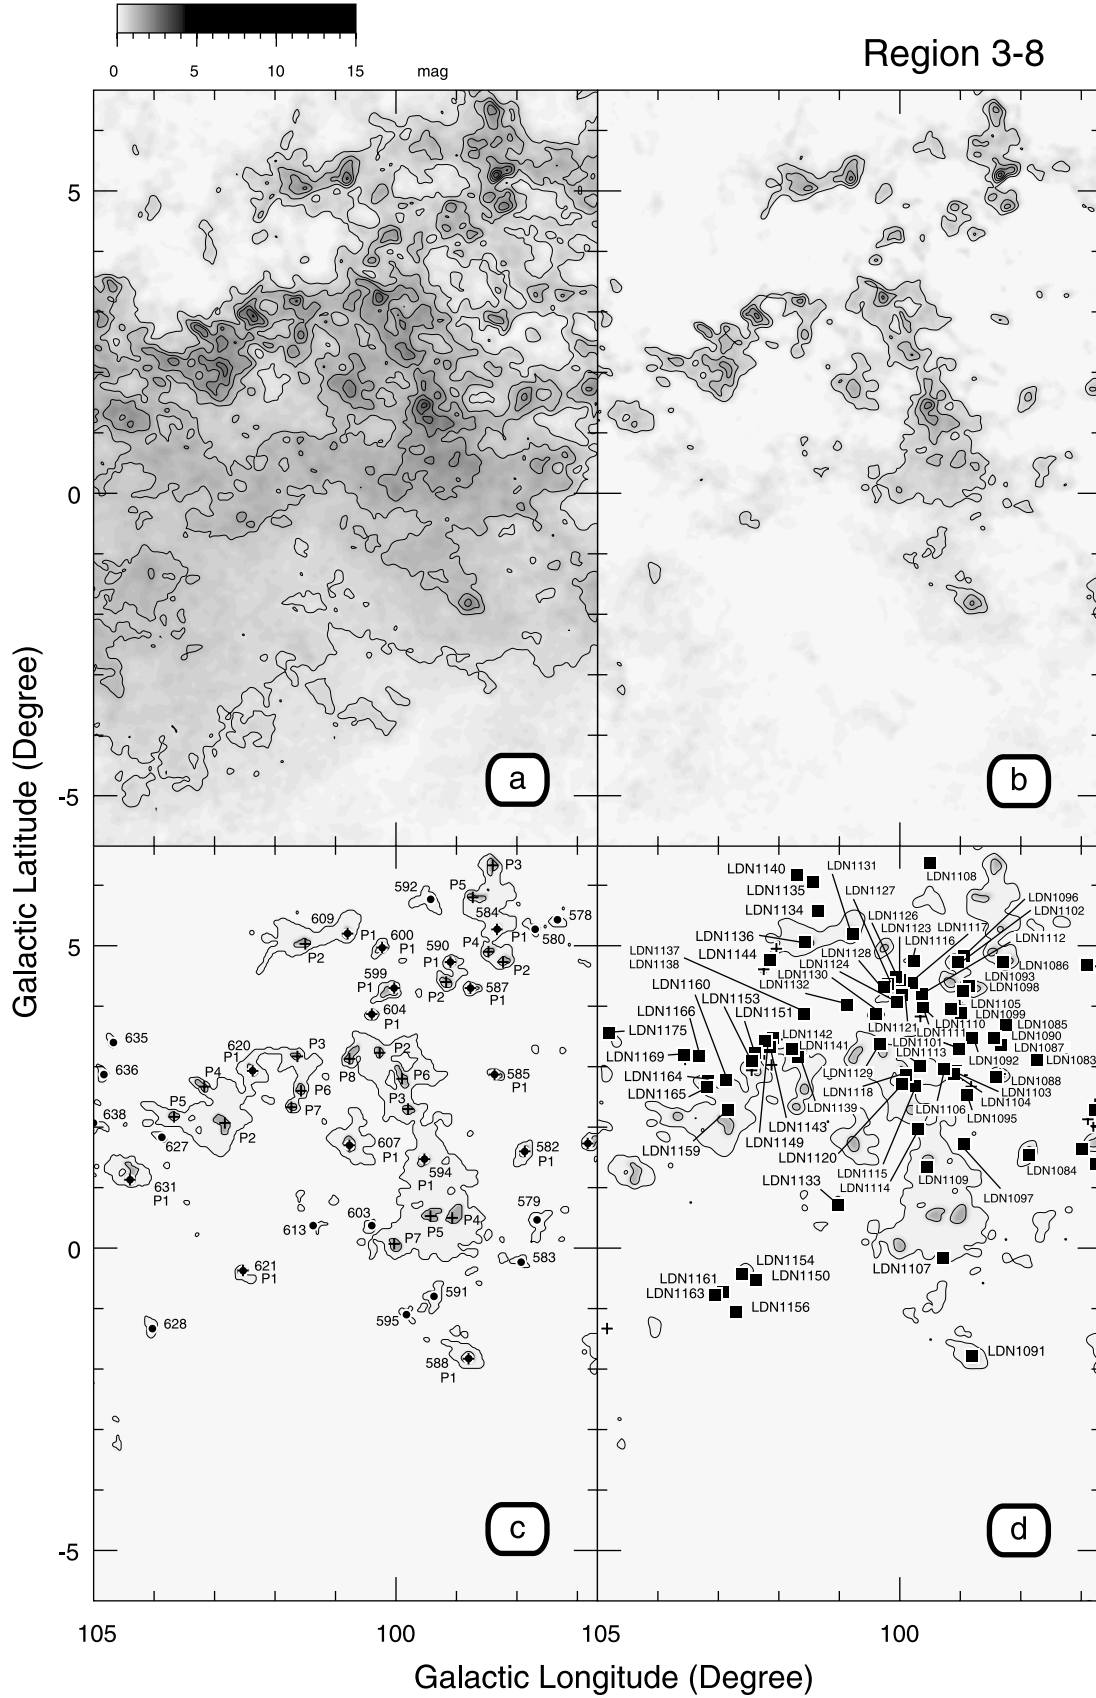 Region 3-8
0 5 10 15 mag
5
0
-5
a
b
Galactic Latitude (Degree)
5
0
-5
P3
592
P5
578
584
609
P1
580
P1
600
P1
P2
590
P4
P1
P2
599
P1
P2
587
P1
604
P1
635
620
P1
P3
P2
P8
P6
636
P4
585
P1
P6
P3
P5
P7
638
P2
627
607
P1
582
P1
594
P1
631
P1
579
603
P4
613
P5
P7
583
621
P1
591
595
628
588
P1
c
LDN1140
LDN1131
LDN1108
LDN1135
LDN1127
LDN1096
LDN1134
LDN1126
LDN1102
LDN1123
LDN1117
LDN1136
LDN1116
LDN1112
LDN1137
LDN1144
LDN1128
LDN1086
LDN1138
LDN1124
LDN1130
LDN1093
LDN1160
LDN1132
LDN1098
LDN1153
LDN1105
LDN1166
LDN1151
LDN1099
LDN1175
LDN1121
LDN1110
LDN1085
LDN1142
LDN1111
LDN1090
LDN1141
LDN1101
LDN1087
LDN1169
LDN1113
LDN1092
LDN1083
LDN1164
LDN1129
LDN1088
LDN1165
LDN1118
LDN1103
LDN1139
LDN1106
LDN1104
LDN1143
LDN1095
LDN1149
LDN1159
LDN1120
LDN1115
LDN1084
LDN1133
LDN1114
LDN1109
LDN1097
LDN1107
LDN1154
LDN1161
LDN1150
LDN1163
LDN1156
LDN1091
d
105 100 105 100
Galactic Longitude (Degree)